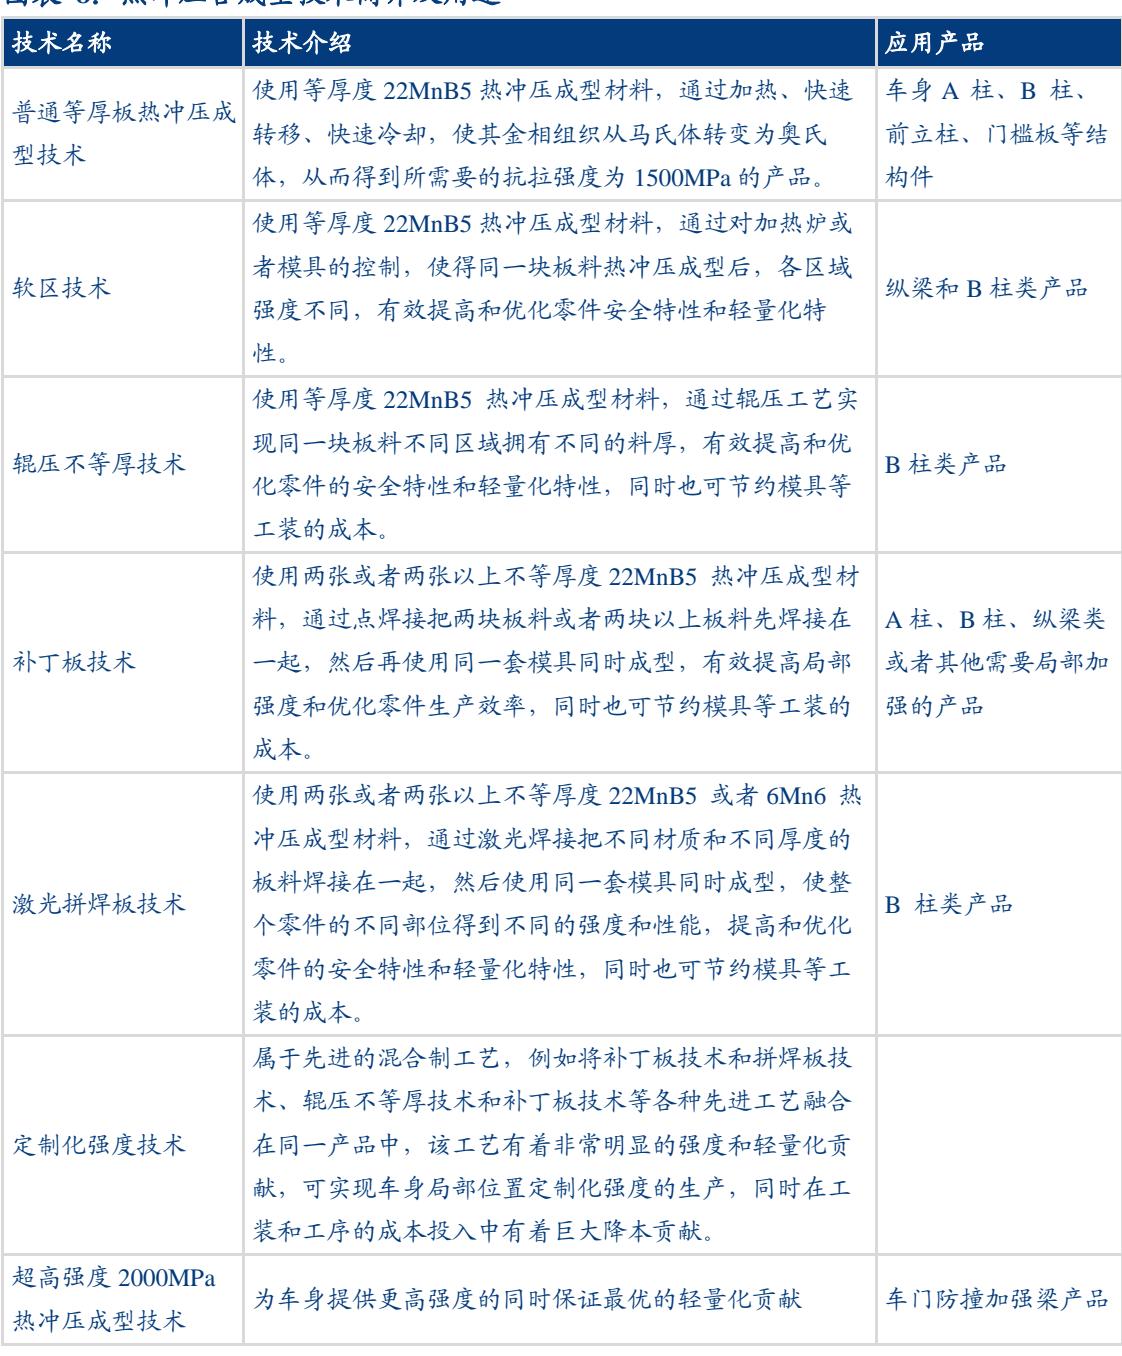 技术名称 技术介绍 应用产品
普通等厚板热冲压成
型技术
使用等厚度 22MnB5 热冲压成型材料，通过加热、快速
转移、快速冷却，使其金相组织从马氏体转变为奥氏
体，从而得到所需要的抗拉强度为 1500MPa 的产品。
车身 A 柱、B 柱、
前立柱、门槛板等结
构件
软区技术
使用等厚度 22MnB5 热冲压成型材料，通过对加热炉或
者模具的控制，使得同一块板料热冲压成型后，各区域
强度不同，有效提高和优化零件安全特性和轻量化特
性。
纵梁和 B 柱类产品
辊压不等厚技术
使用等厚度 22MnB5 热冲压成型材料，通过辊压工艺实
现同一块板料不同区域拥有不同的料厚，有效提高和优
化零件的安全特性和轻量化特性，同时也可节约模具等
工装的成本。
B 柱类产品
补丁板技术
使用两张或者两张以上不等厚度 22MnB5 热冲压成型材
料，通过点焊接把两块板料或者两块以上板料先焊接在
一起，然后再使用同一套模具同时成型，有效提高局部
强度和优化零件生产效率，同时也可节约模具等工装的
成本。
A 柱、B 柱、纵梁类
或者其他需要局部加
强的产品
激光拼焊板技术
使用两张或者两张以上不等厚度 22MnB5 或者 6Mn6 热
冲压成型材料，通过激光焊接把不同材质和不同厚度的
板料焊接在一起，然后使用同一套模具同时成型，使整
个零件的不同部位得到不同的强度和性能，提高和优化
零件的安全特性和轻量化特性，同时也可节约模具等工
装的成本。
B 柱类产品
定制化强度技术
属于先进的混合制工艺，例如将补丁板技术和拼焊板技
术、辊压不等厚技术和补丁板技术等各种先进工艺融合
在同一产品中，该工艺有着非常明显的强度和轻量化贡
献，可实现车身局部位置定制化强度的生产，同时在工
装和工序的成本投入中有着巨大降本贡献。
超高强度 2000MPa
热冲压成型技术
为车身提供更高强度的同时保证最优的轻量化贡献
车门防撞加强梁产品